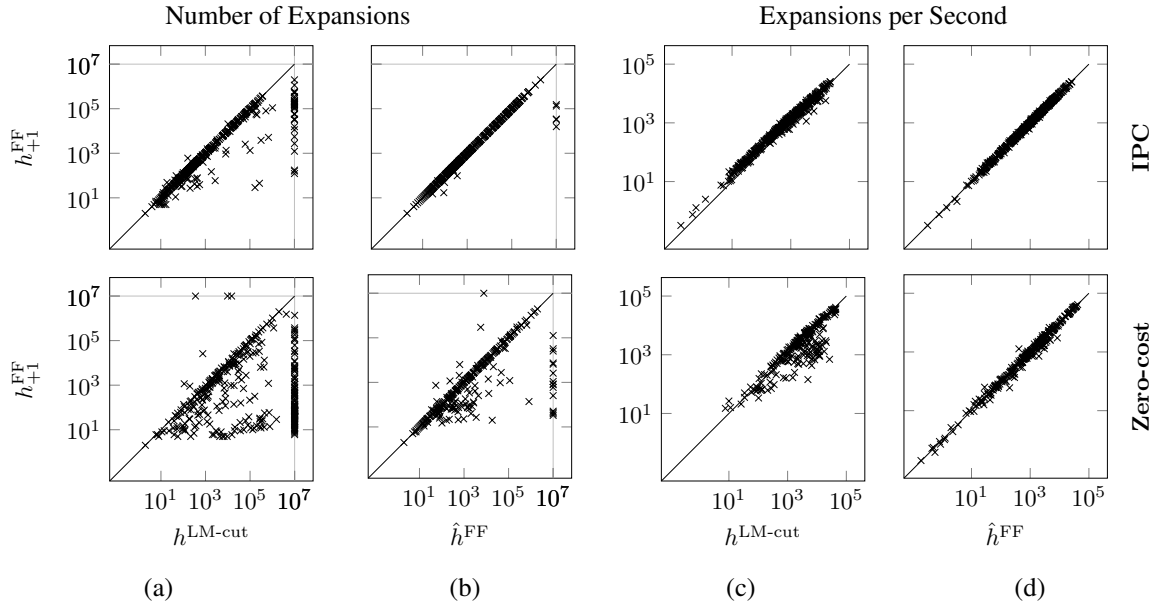 Number of Expansions
Expansions per Second
10^7
10^5
10^3
10^1
h^FF_+1
10^5
10^3
10^1
IPC
10^7
10^5
10^3
10^1
h^FF_+1
10^5
10^3
10^1
Zero-cost
10^1 10^3 10^5 10^7
10^1 10^3 10^5 10^7
10^1 10^3 10^5
10^1 10^3 10^5
h^LM-cut
ĥ^FF
h^LM-cut
ĥ^FF
(a)
(b)
(c)
(d)